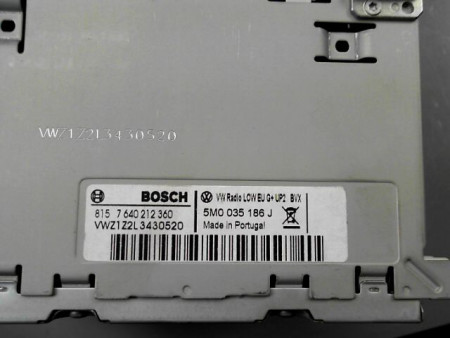 VWZ1Z2L3430520
BOSCH
815 7 640 212 360
VWZ1Z2L3430520
VW Radio LOW EU G+ UP2 BVX
5M0 035 186 J
Made in Portugal